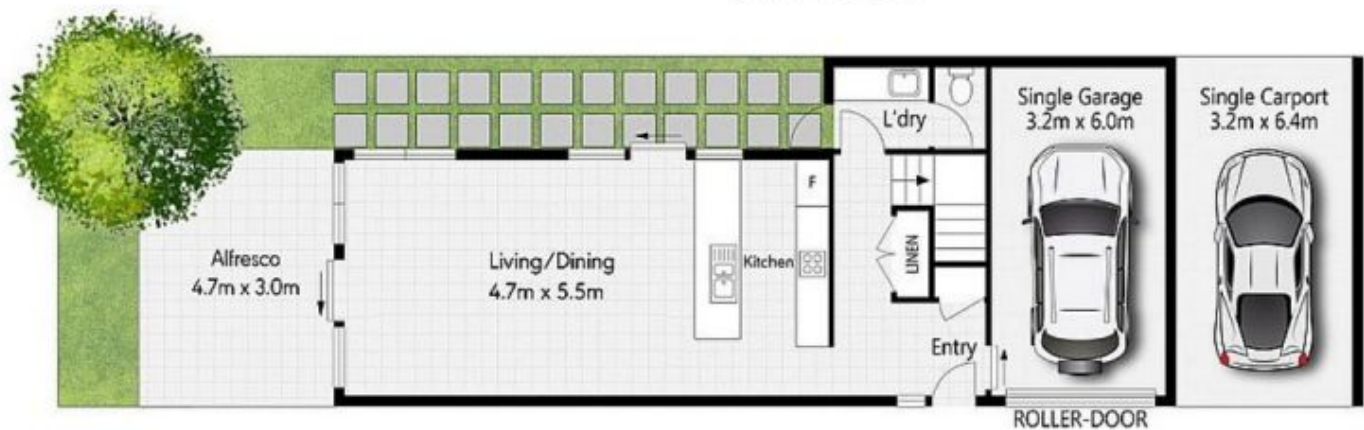 L'dry
Single Garage
3.2m x 6.0m
Single Carport
3.2m x 6.4m
F
Alfresco
4.7m x 3.0m
Living/Dining
4.7m x 5.5m
Kitchen
LINEN
Entry
ROLLER-DOOR